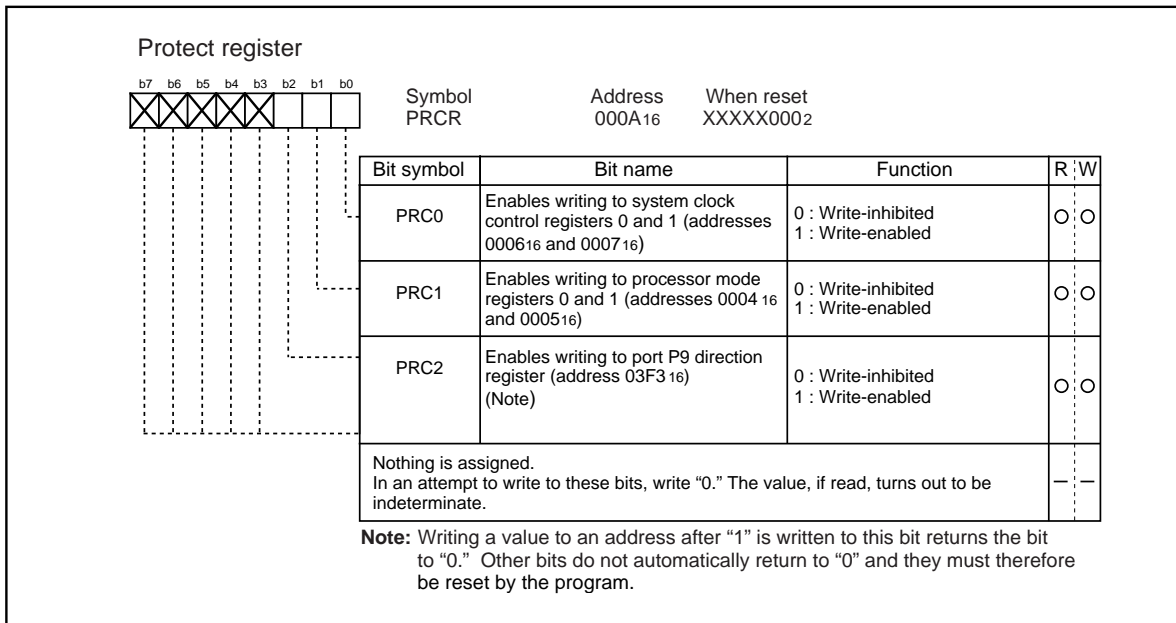 Protect register
b7 b6 b5 b4 b3 b2 b1 b0
Symbol Address When reset
PRCR 000A16 XXXXX0002
Bit symbol Bit name Function R W
PRC0 Enables writing to system clock
control registers 0 and 1 (addresses
000616 and 000716)
0 : Write-inhibited
1 : Write-enabled
PRC1 Enables writing to processor mode
registers 0 and 1 (addresses 0004 16
and 000516)
0 : Write-inhibited
1 : Write-enabled
PRC2 Enables writing to port P9 direction
register (address 03F3 16)
(Note)
0 : Write-inhibited
1 : Write-enabled
Nothing is assigned.
In an attempt to write to these bits, write “0.” The value, if read, turns out to be
indeterminate.
Note: Writing a value to an address after “1” is written to this bit returns the bit
to “0.” Other bits do not automatically return to “0” and they must therefore
be reset by the program.